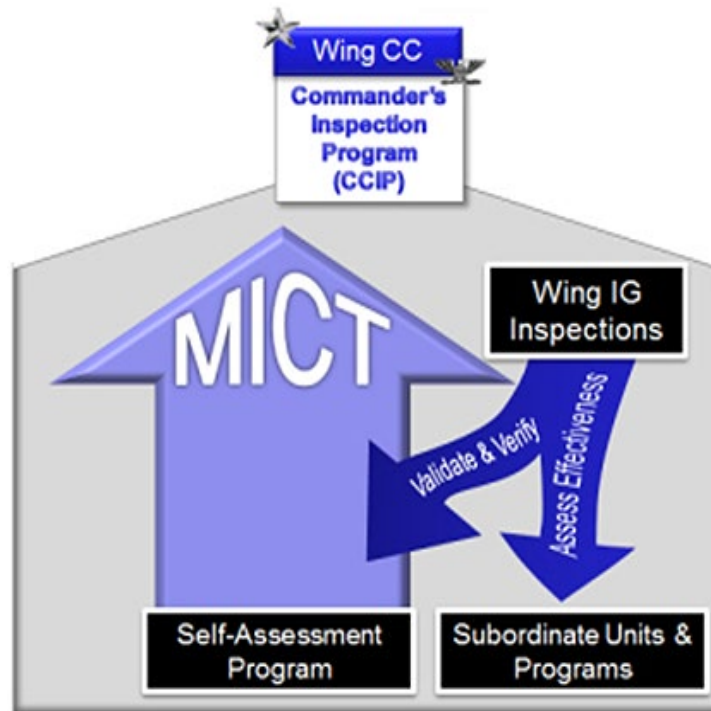 Wing CC
Commander's
Inspection
Program
(CCIP)
MICT
Wing IG
Inspections
Validate & Verify
Assess Effectiveness
Self-Assessment
Program
Subordinate Units &
Programs